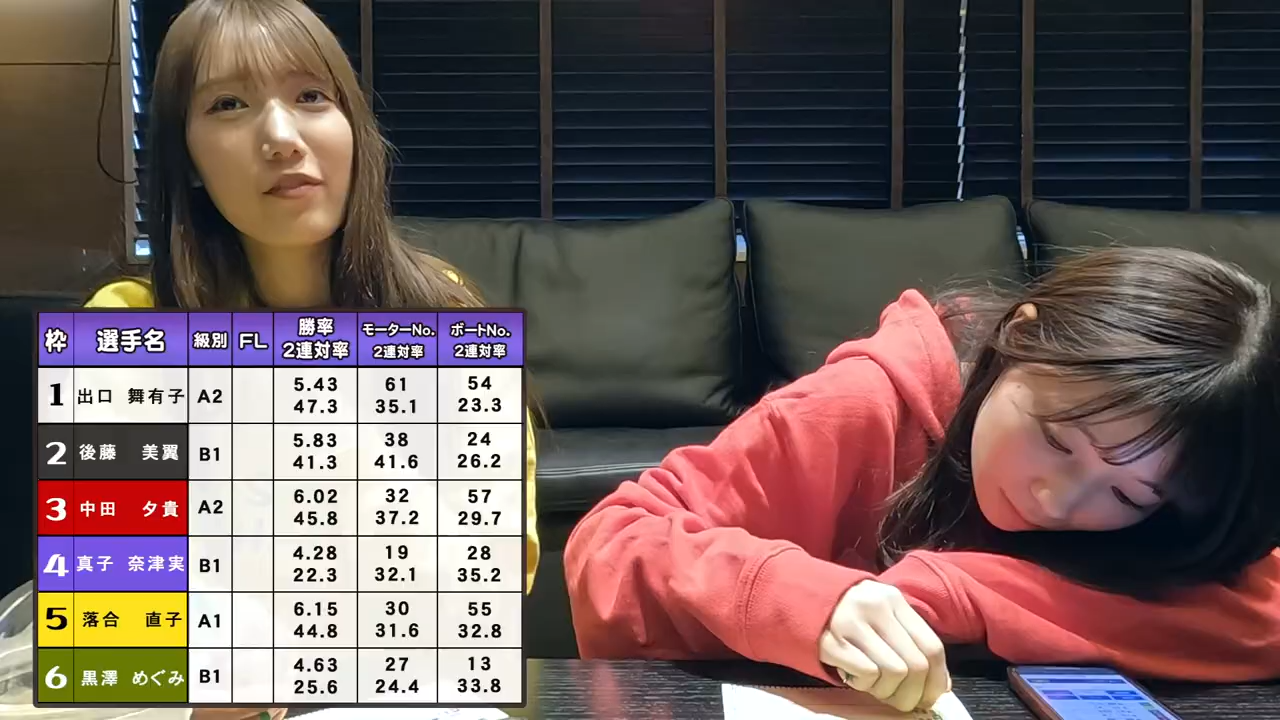 枠 選手名 級別 FL 勝率 2連対率 モーターNo. 2連対率 ボートNo. 2連対率
1 出口 舞有子 A2 5.43 47.3 61 35.1 54 23.3
2 後藤 美翼 B1 5.83 41.3 38 41.6 24 26.2
3 中田 夕貴 A2 6.02 45.8 32 37.2 57 29.7
4 真子 奈津実 B1 4.28 22.3 19 32.1 28 35.2
5 落合 直子 A1 6.15 44.8 30 31.6 55 32.8
6 黒澤 めぐみ B1 4.63 25.6 27 24.4 13 33.8